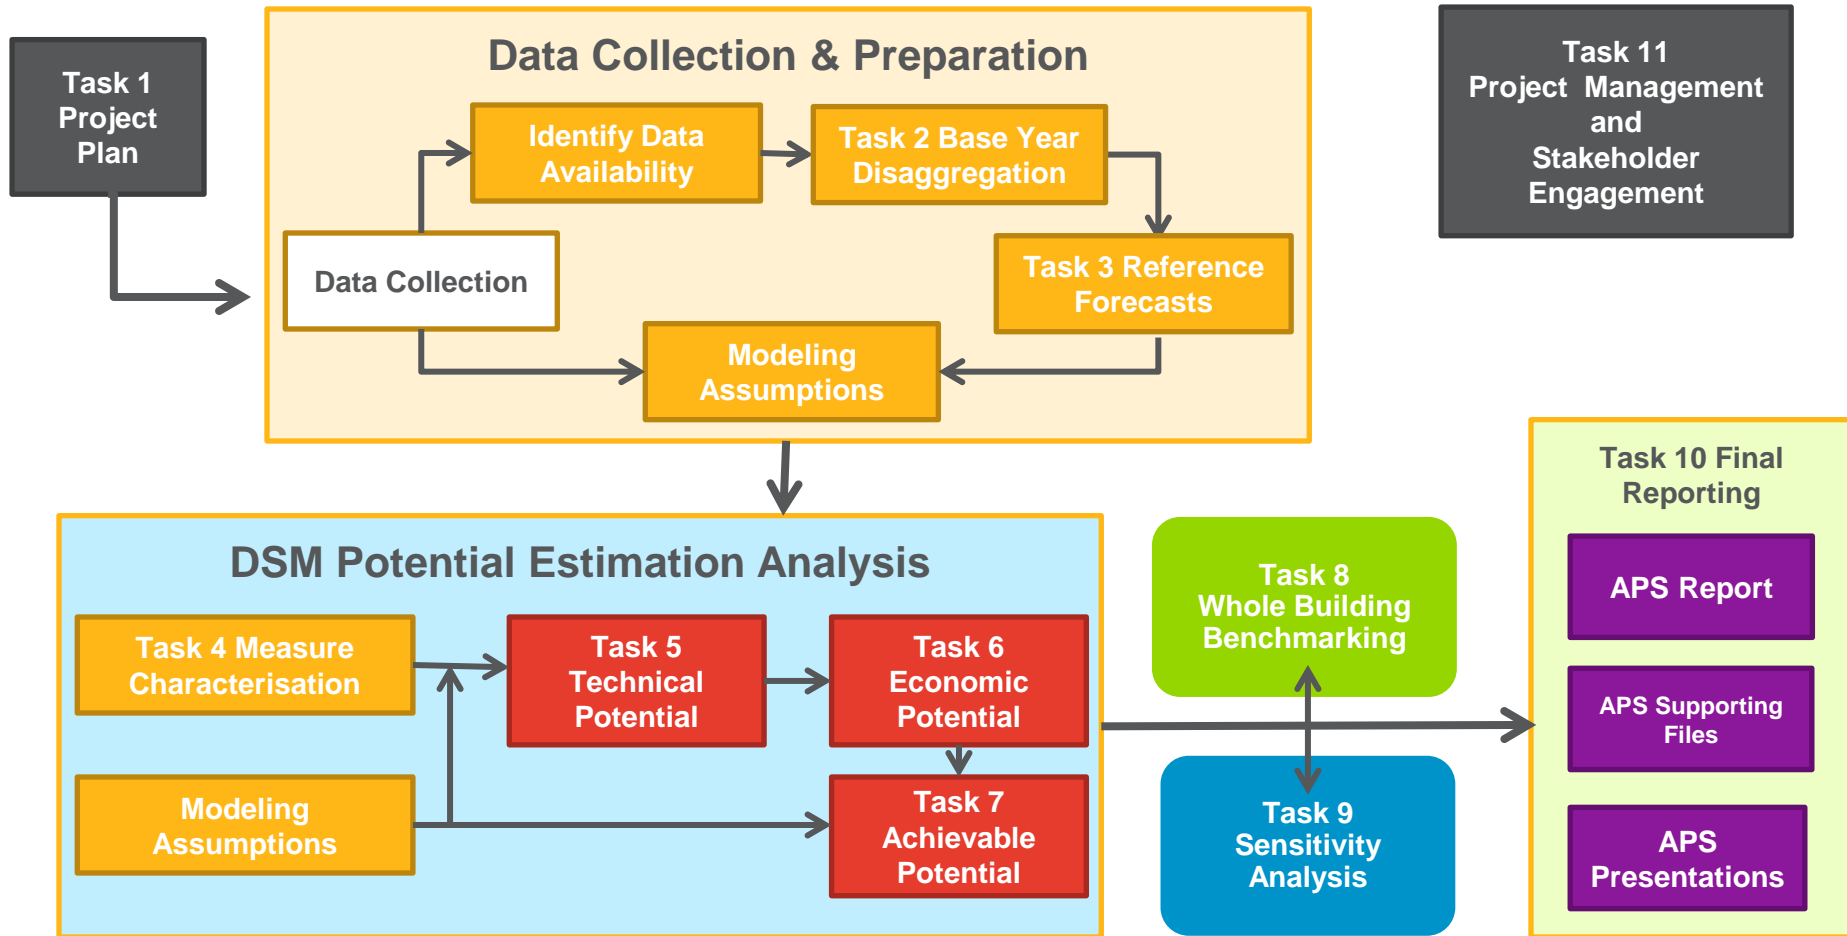 Task 1
Project
Plan
Data Collection & Preparation
Identify Data
Availability
Task 2 Base Year
Disaggregation
Data Collection
Task 3 Reference
Forecasts
Modeling
Assumptions
Task 11
Project Management
and
Stakeholder
Engagement
DSM Potential Estimation Analysis
Task 4 Measure
Characterisation
Task 5
Technical
Potential
Task 6
Economic
Potential
Modeling
Assumptions
Task 7
Achievable
Potential
Task 8
Whole Building
Benchmarking
Task 9
Sensitivity
Analysis
Task 10 Final
Reporting
APS Report
APS Supporting
Files
APS
Presentations